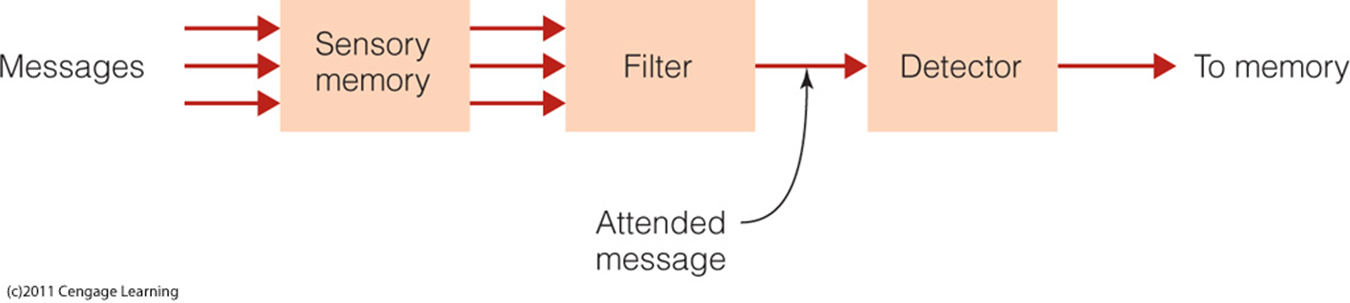 Messages
Sensory
memory
Filter
Detector
To memory
Attended
message
(c)2011 Cengage Learning